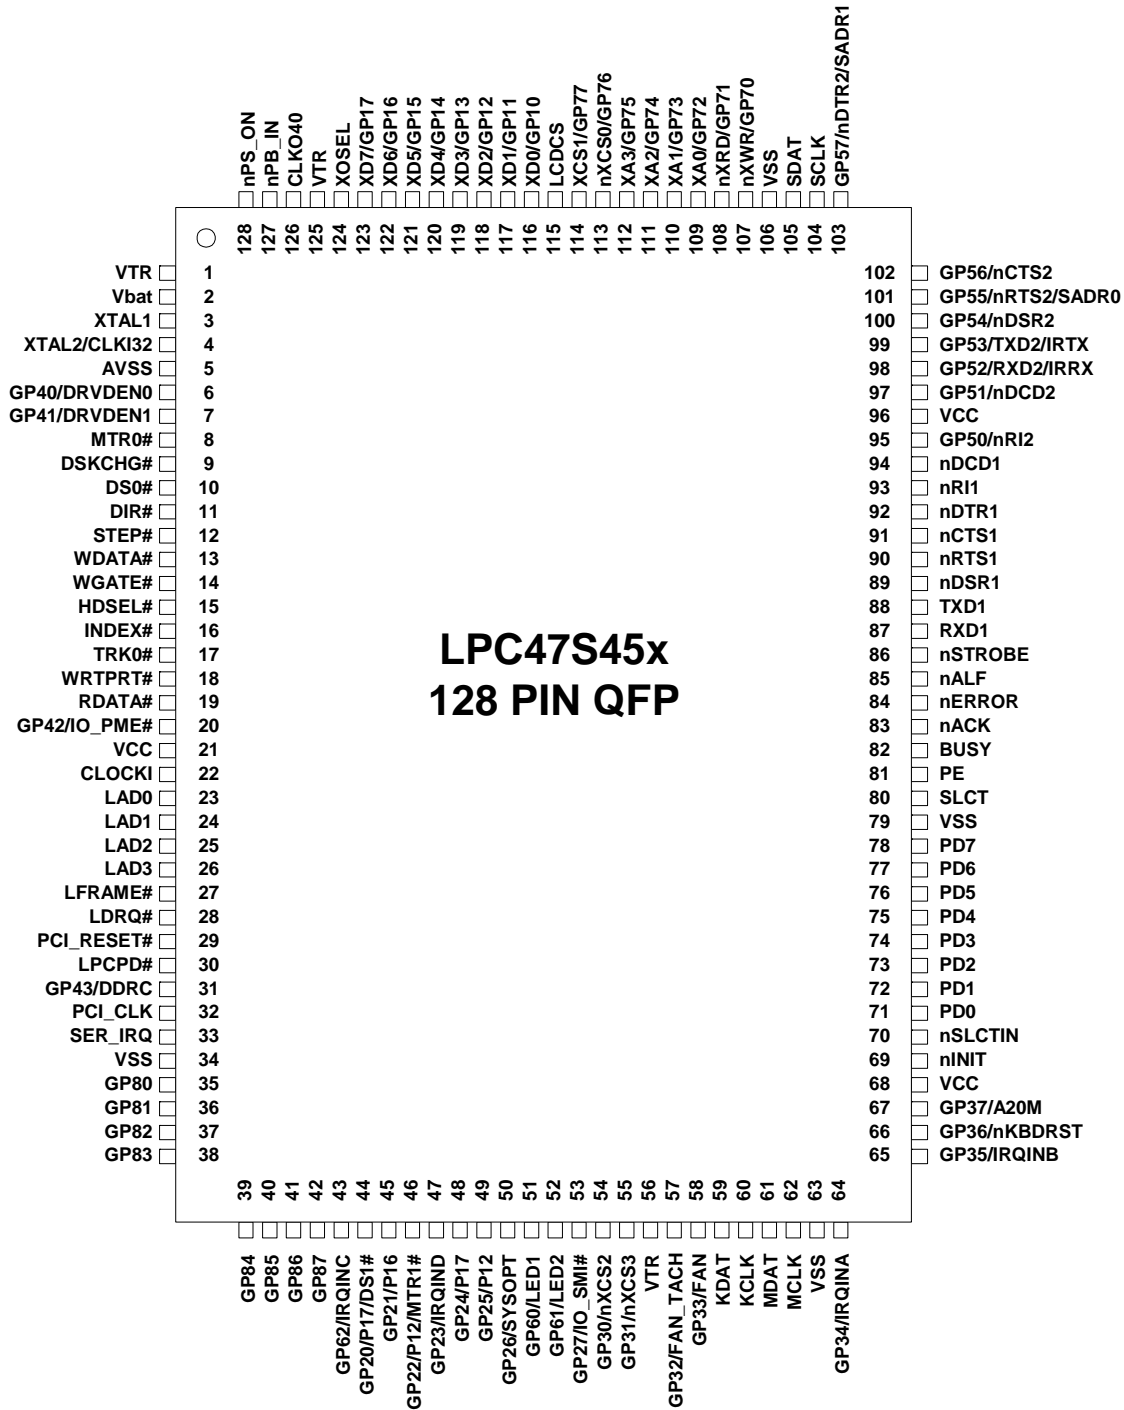 nPS_ON
nPB_IN
CLKO40
VTR
XOSEL
XD7/GP17
XD6/GP16
XD5/GP15
XD4/GP14
XD3/GP13
XD2/GP12
XD1/GP11
XD0/GP10
LCDCS
XCS1/GP77
nXCS0/GP76
XA3/GP75
XA2/GP74
XA1/GP73
XA0/GP72
nXRD/GP71
nXWR/GP70
VSS
SDAT
SCLK
GP57/nDTR2/SADR1
128
127
126
125
124
123
122
121
120
119
118
117
116
115
114
113
112
111
110
109
108
107
106
105
104
103
VTR 1
Vbat 2
XTAL1 3
XTAL2/CLKI32 4
AVSS 5
GP40/DRVDEN0 6
GP41/DRVDEN1 7
MTR0# 8
DSKCHG# 9
DS0# 10
DIR# 11
STEP# 12
WDATA# 13
WGATE# 14
HDSEL# 15
INDEX# 16
TRK0# 17
WRTPRT# 18
RDATA# 19
GP42/IO_PME# 20
VCC 21
CLOCKI 22
LAD0 23
LAD1 24
LAD2 25
LAD3 26
LFRAME# 27
LDRQ# 28
PCI_RESET# 29
LPCPD# 30
GP43/DDRC 31
PCI_CLK 32
SER_IRQ 33
VSS 34
GP80 35
GP81 36
GP82 37
GP83 38
LPC47S45x
128 PIN QFP
102 GP56/nCTS2
101 GP55/nRTS2/SADR0
100 GP54/nDSR2
99 GP53/TXD2/IRTX
98 GP52/RXD2/IRRX
97 GP51/nDCD2
96 VCC
95 GP50/nRI2
94 nDCD1
93 nRI1
92 nDTR1
91 nCTS1
90 nRTS1
89 nDSR1
88 TXD1
87 RXD1
86 nSTROBE
85 nALF
84 nERROR
83 nACK
82 BUSY
81 PE
80 SLCT
79 VSS
78 PD7
77 PD6
76 PD5
75 PD4
74 PD3
73 PD2
72 PD1
71 PD0
70 nSLCTIN
69 nINIT
68 VCC
67 GP37/A20M
66 GP36/nKBDRST
65 GP35/IRQINB
39
40
41
42
43
44
45
46
47
48
49
50
51
52
53
54
55
56
57
58
59
60
61
62
63
64
GP84
GP85
GP86
GP87
GP62/IRQINC
GP20/P17/DS1#
GP21/P16
GP22/P12/MTR1#
GP23/IRQIND
GP24/P17
GP25/P12
GP26/SYSOPT
GP60/LED1
GP61/LED2
GP27/IO_SMI#
GP30/nXCS2
GP31/nXCS3
VTR
GP32/FAN_TACH
GP33/FAN
KDAT
KCLK
MDAT
MCLK
VSS
GP34/IRQINA